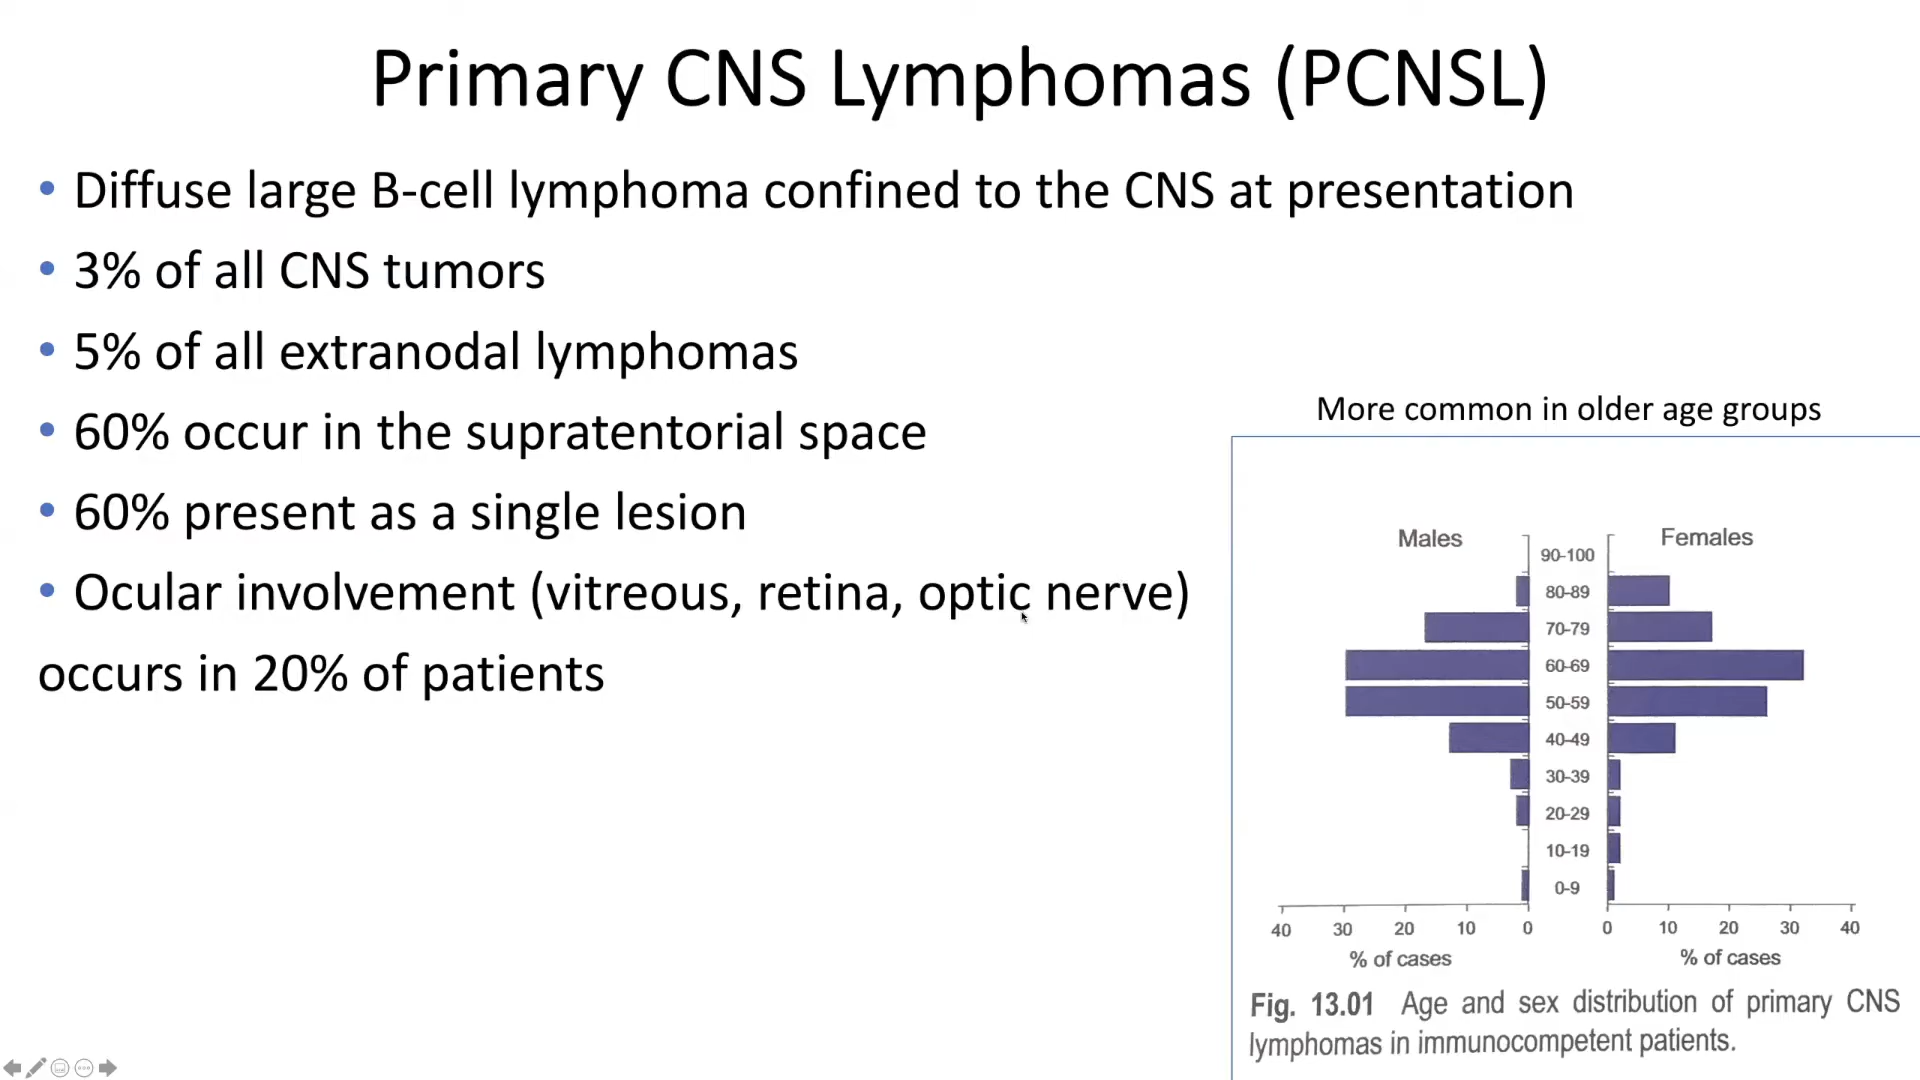 Primary CNS Lymphomas (PCNSL)
• Diffuse large B-cell lymphoma confined to the CNS at presentation
• 3% of all CNS tumors
• 5% of all extranodal lymphomas
• 60% occur in the supratentorial space
• 60% present as a single lesion
• Ocular involvement (vitreous, retina, optic nerve)
occurs in 20% of patients
More common in older age groups
Males Females
90-100
80-89
70-79
60-69
50-59
40-49
30-39
20-29
10-19
0-9
40 30 20 10 0 0 10 20 30 40
% of cases % of cases
Fig. 13.01 Age and sex distribution of primary CNS
lymphomas in immunocompetent patients.